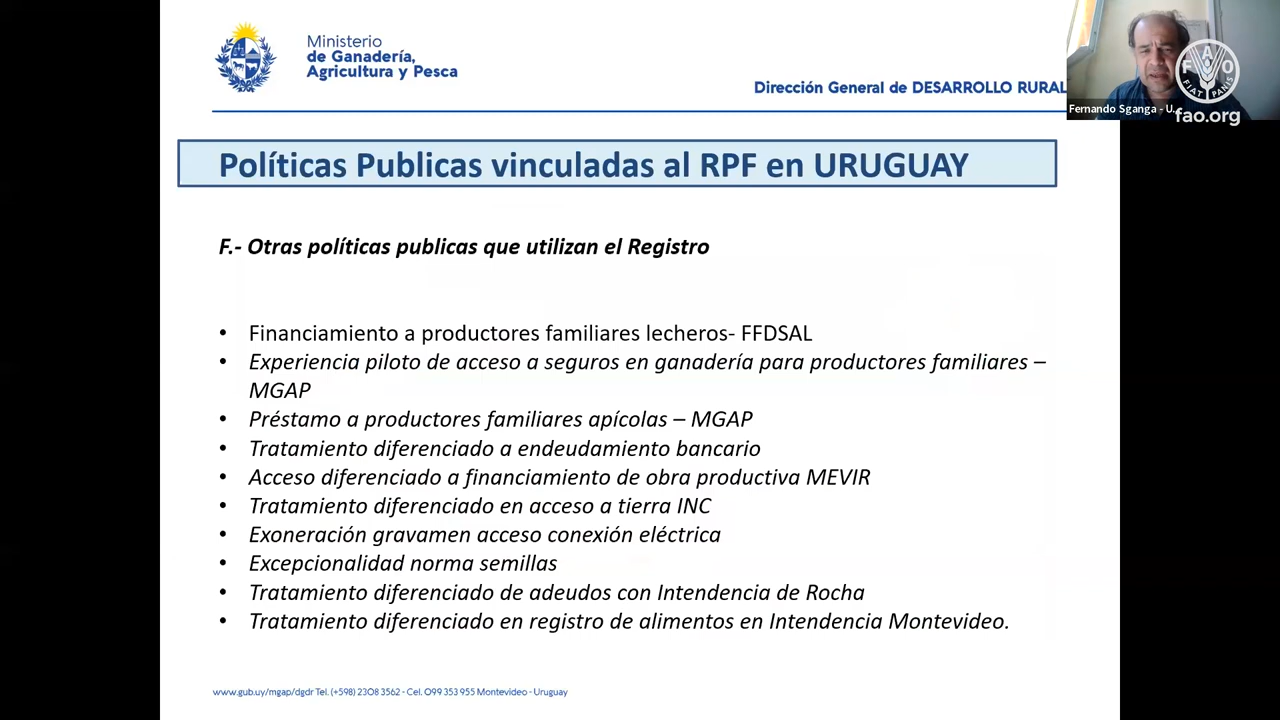 Ministerio
de Ganadería,
Agricultura y Pesca
Dirección General de DESARROLLO RURAL
Fernando Sganga - U...
FAO
FIAT PANIS
fao.org
Políticas Publicas vinculadas al RPF en URUGUAY
F.- Otras políticas publicas que utilizan el Registro
• Financiamiento a productores familiares lecheros- FFDSAL
• Experiencia piloto de acceso a seguros en ganadería para productores familiares –
MGAP
• Préstamo a productores familiares apícolas – MGAP
• Tratamiento diferenciado a endeudamiento bancario
• Acceso diferenciado a financiamiento de obra productiva MEVIR
• Tratamiento diferenciado en acceso a tierra INC
• Exoneración gravamen acceso conexión eléctrica
• Excepcionalidad norma semillas
• Tratamiento diferenciado de adeudos con Intendencia de Rocha
• Tratamiento diferenciado en registro de alimentos en Intendencia Montevideo.
www.gub.uy/mgap/dgdr Tel. (+598) 2308 3562 - Cel. 099 353 955 Montevideo - Uruguay